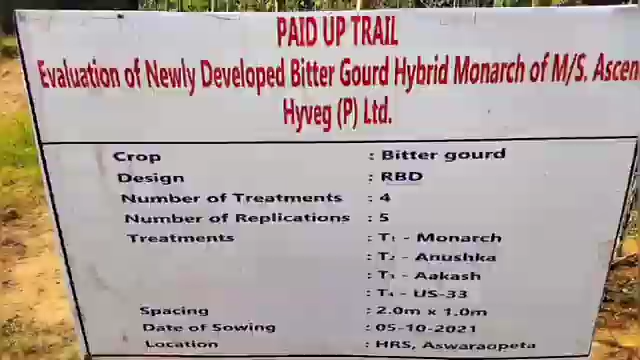 PAID UP TRAIL
Evaluation of Newly Developed Bitter Gourd Hybrid Monarch of M/S. Ascen
Hyveg (P) Ltd.
Crop : Bitter gourd
Design : RBD
Number of Treatments : 4
Number of Replications : 5
Treatments : T1 - Monarch
: T2 - Anushka
: T3 - Aakash
: T4 - US-33
Spacing : 2.0m x 1.0m
Date of Sowing : 05-10-2021
Location : HRS, Aswaraopeta